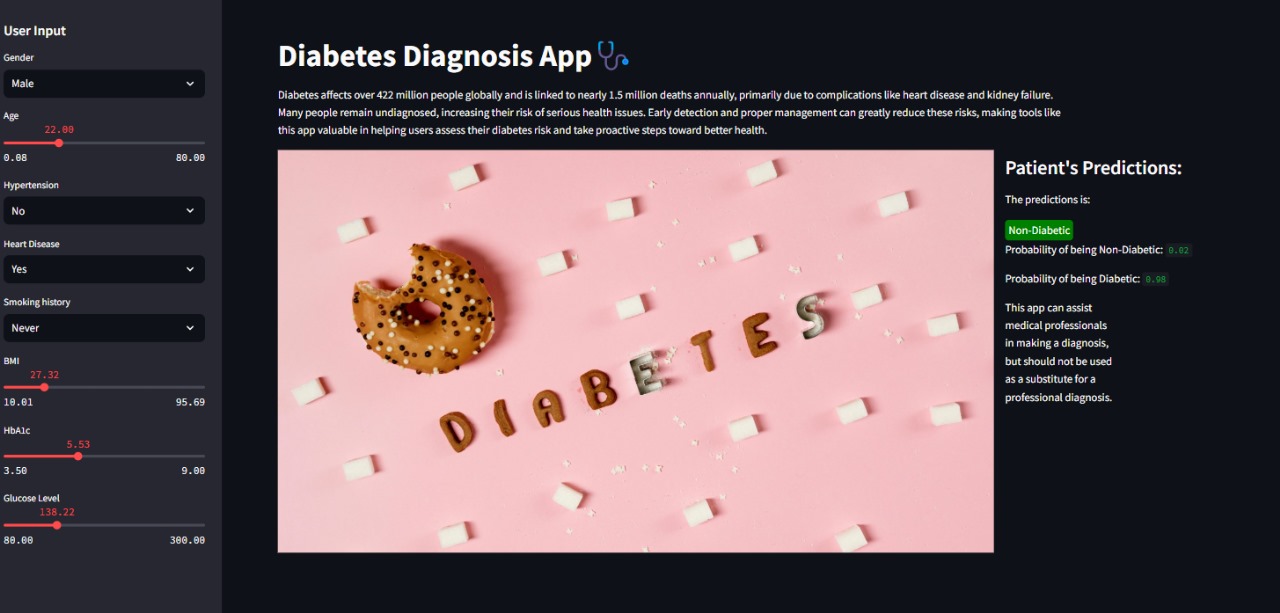 User Input
Gender
Male
Age
22.00
0.08 80.00
Hypertension
No
Heart Disease
Yes
Smoking history
Never
BMI
27.32
10.01 95.69
HbA1c
5.53
3.50 9.00
Glucose Level
138.22
80.00 300.00
Diabetes Diagnosis App
Diabetes affects over 422 million people globally and is linked to nearly 1.5 million deaths annually, primarily due to complications like heart disease and kidney failure.
Many people remain undiagnosed, increasing their risk of serious health issues. Early detection and proper management can greatly reduce these risks, making tools like
this app valuable in helping users assess their diabetes risk and take proactive steps toward better health.
DIABETES
Patient's Predictions:
The predictions is:
Non-Diabetic
Probability of being Non-Diabetic: 0.02
Probability of being Diabetic: 0.98
This app can assist
medical professionals
in making a diagnosis,
but should not be used
as a substitute for a
professional diagnosis.